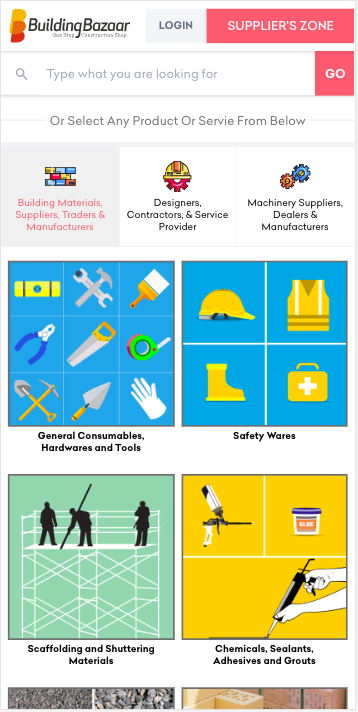 BuildingBazaar
One Stop Construction Shop
LOGIN
SUPPLIER'S ZONE
Type what you are looking for
GO
Or Select Any Product Or Servie From Below
Building Materials,
Suppliers, Traders &
Manufacturers
Designers,
Contractors, & Service
Provider
Machinery Suppliers,
Dealers &
Manufacturers
General Consumables,
Hardwares and Tools
Safety Wares
GLUE
Scaffolding and Shuttering
Materials
Chemicals, Sealants,
Adhesives and Grouts